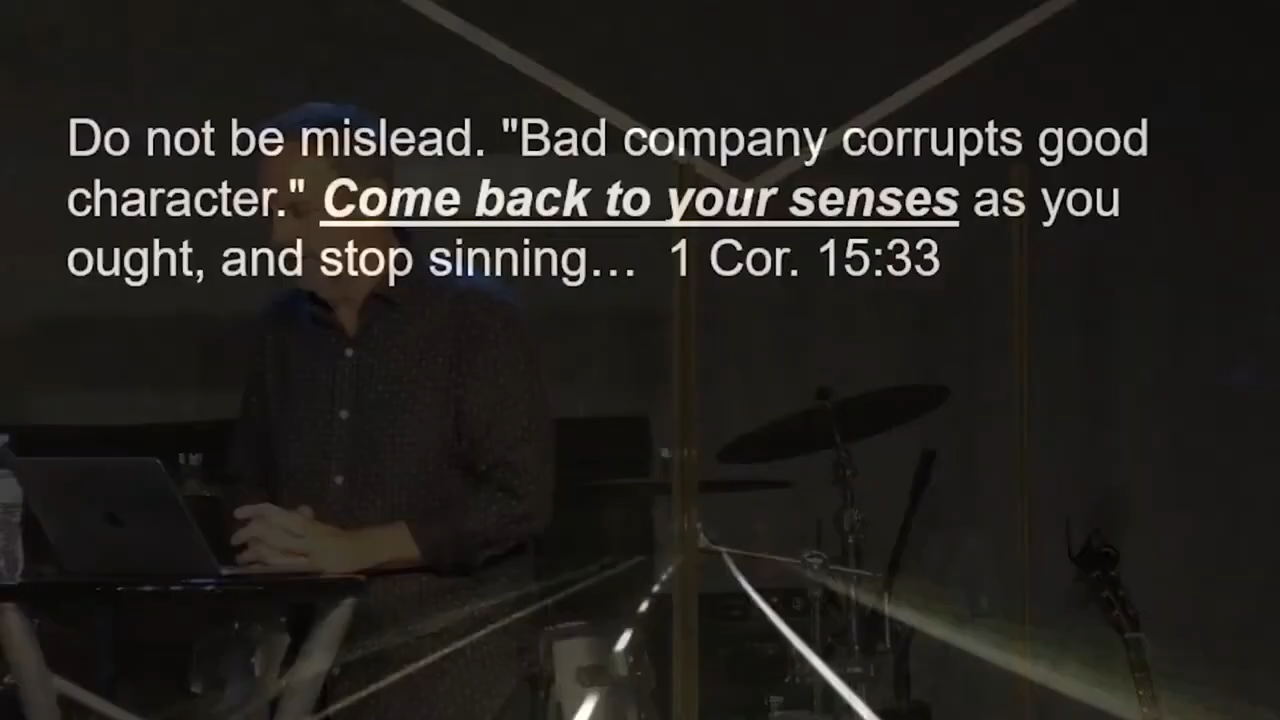 Do not be mislead. "Bad company corrupts good
character." Come back to your senses as you
ought, and stop sinning… 1 Cor. 15:33